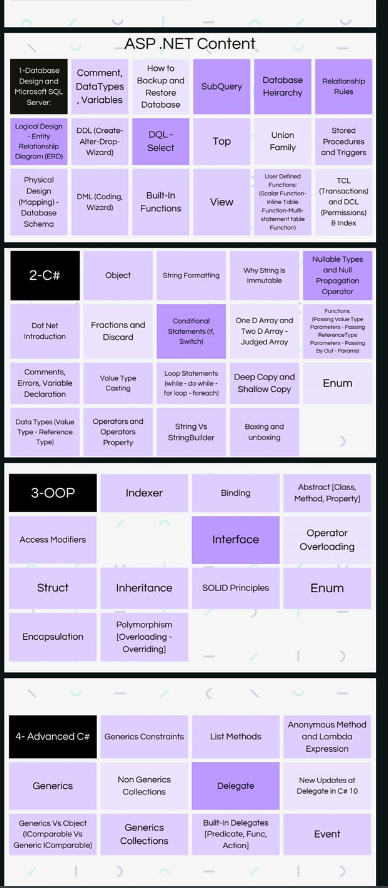 ASP .NET Content
1-Database
Design and
Microsoft SQL
Server:
Comment,
DataTypes
, Variables
How to
Backup and
Restore
Database
SubQuery
Database
Heirarchy
Relationship
Rules
Logical Design
- Entity
Relationship
Diagram (ERD)
DDL (Create-
Alter-Drop-
Wizard)
DQL -
Select
Top
Union
Family
Stored
Procedures
and Triggers
Physical
Design
(Mapping) -
Database
Schema
DML (Coding,
Wizard)
Built-In
Functions
View
User Defined
Functions:
(Scalar Function-
Inline Table
Function-Multi-
statement table
Function)
TCL
(Transactions)
and DCL
(Permissions)
& Index
2-C#
Object
String Formatting
Why String is
Immutable
Nullable Types
and Null
Propagation
Operator
Dot Net
Introduction
Fractions and
Discard
Conditional
Statements (If,
Switch)
One D Array and
Two D Array -
Judged Array
Functions:
(Passing Value Type
Parameters - Passing
ReferenceType
Parameters - Passing
By Out - Params)
Comments,
Errors, Variable
Declaration
Value Type
Casting
Loop Statements
(while - do while -
for loop - foreach)
Deep Copy and
Shallow Copy
Enum
Data Types (Value
Type - Reference
Type)
Operators and
Operators
Property
String Vs
StringBuilder
Boxing and
unboxing
3-OOP
Indexer
Binding
Abstract [Class,
Method, Property]
Access Modifiers
Interface
Operator
Overloading
Struct
Inheritance
SOLID Principles
Enum
Encapsulation
Polymorphism
[Overloading -
Overriding]
4- Advanced C#
Generics Constraints
List Methods
Anonymous Method
and Lambda
Expression
Generics
Non Generics
Collections
Delegate
New Updates at
Delegate in C# 10
Generics Vs Object
(IComparable Vs
Generic IComparable)
Generics
Collections
Built-In Delegates
[Predicate, Func,
Action]
Event